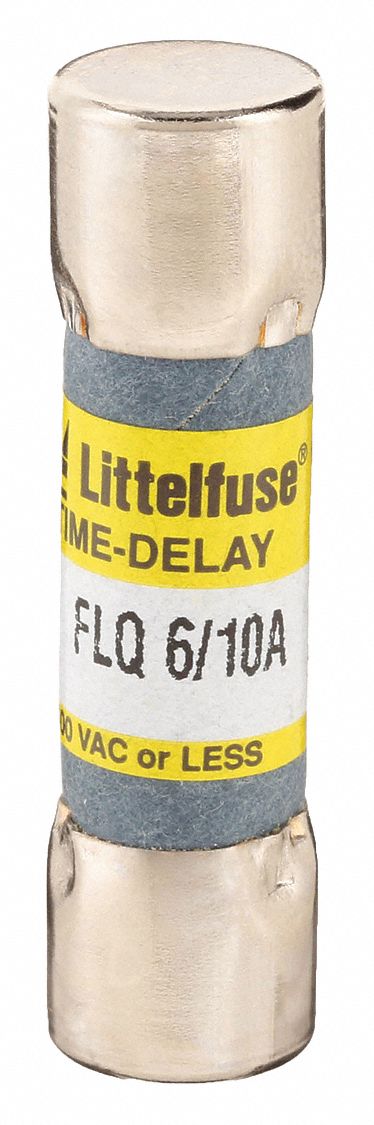 Littelfuse®
TIME-DELAY
FLQ 6/10A
00 VAC or LESS